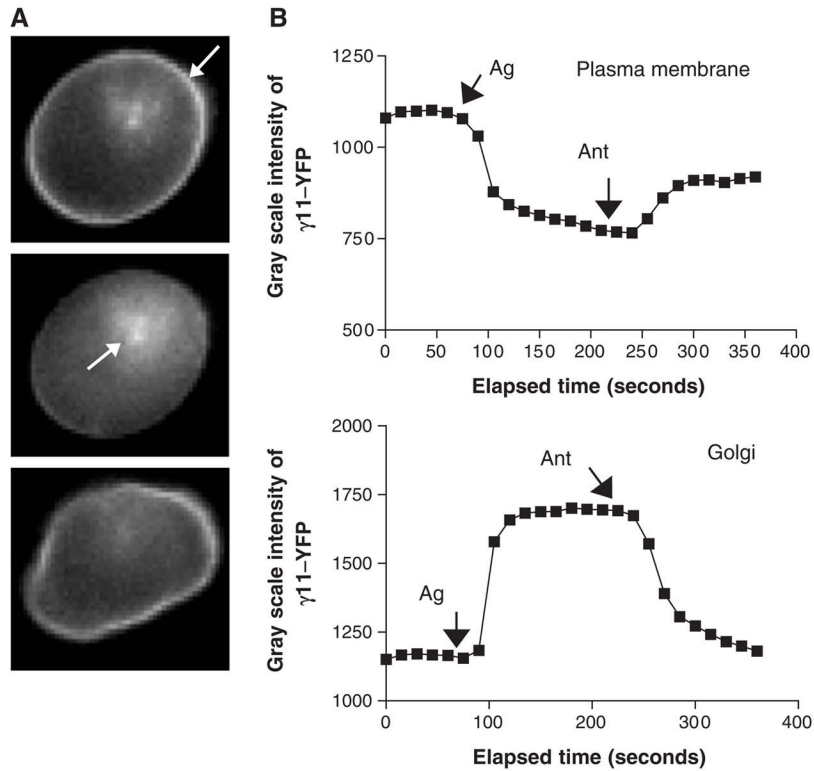 A
B
1250
1000
750
500
Gray scale intensity of
γ11–YFP
Ag
Plasma membrane
Ant
0 50 100 150 200 250 300 350 400
Elapsed time (seconds)
2000
1750
1500
1250
1000
Gray scale intensity of
γ11–YFP
Ant
Golgi
Ag
0 100 200 300 400
Elapsed time (seconds)